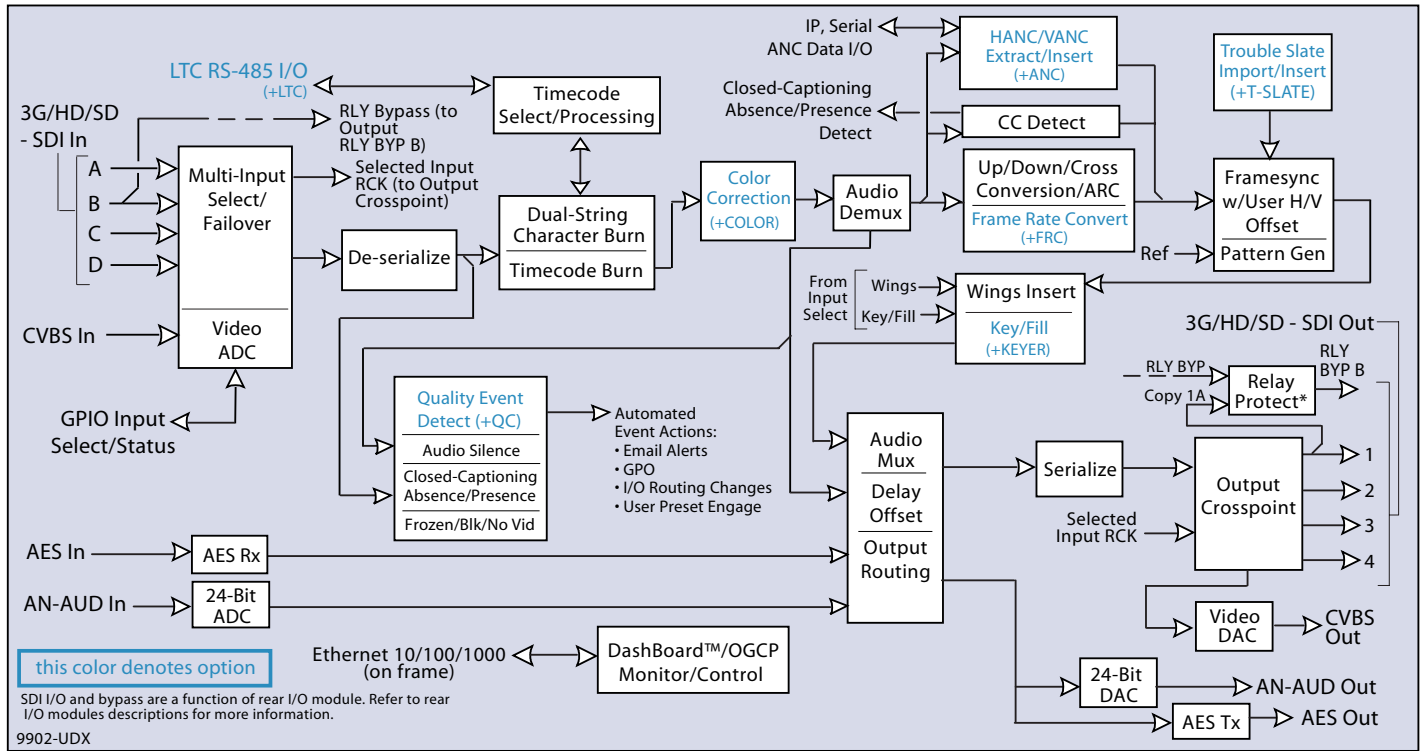 IP, Serial
ANC Data I/O
HANC/VANC
Extract/Insert
(+ANC)
Trouble Slate
Import/Insert
(+T-SLATE)
LTC RS-485 I/O
(+LTC)
Timecode
Select/Processing
Closed-Captioning
Absence/Presence
Detect
CC Detect
3G/HD/SD
- SDI In
RLY Bypass (to
Output
RLY BYP B)
A
B
C
D
Multi-Input
Select/
Failover
Selected Input
RCK (to Output
Crosspoint)
De-serialize
Dual-String
Character Burn
Timecode Burn
Color
Correction
(+COLOR)
Audio
Demux
Up/Down/Cross
Conversion/ARC
Frame Rate Convert
(+FRC)
Framesync
w/User H/V
Offset
Pattern Gen
Ref
CVBS In
Video
ADC
GPIO Input
Select/Status
From
Input
Select
Wings
Key/Fill
Wings Insert
Key/Fill
(+KEYER)
3G/HD/SD - SDI Out
RLY BYP
Copy 1A
Relay
Protect*
RLY
BYP B
Quality Event
Detect (+QC)
Audio Silence
Closed-Captioning
Absence/Presence
Frozen/Blk/No Vid
Automated
Event Actions:
• Email Alerts
• GPO
• I/O Routing Changes
• User Preset Engage
Audio
Mux
Delay
Offset
Output
Routing
Serialize
Selected
Input RCK
Output
Crosspoint
1
2
3
4
AES In
AES Rx
AN-AUD In
24-Bit
ADC
Video
DAC
CVBS
Out
this color denotes option
Ethernet 10/100/1000
(on frame)
DashBoard™/OGCP
Monitor/Control
24-Bit
DAC
AN-AUD Out
AES Tx
AES Out
SDI I/O and bypass are a function of rear I/O module. Refer to rear
I/O modules descriptions for more information.
9902-UDX